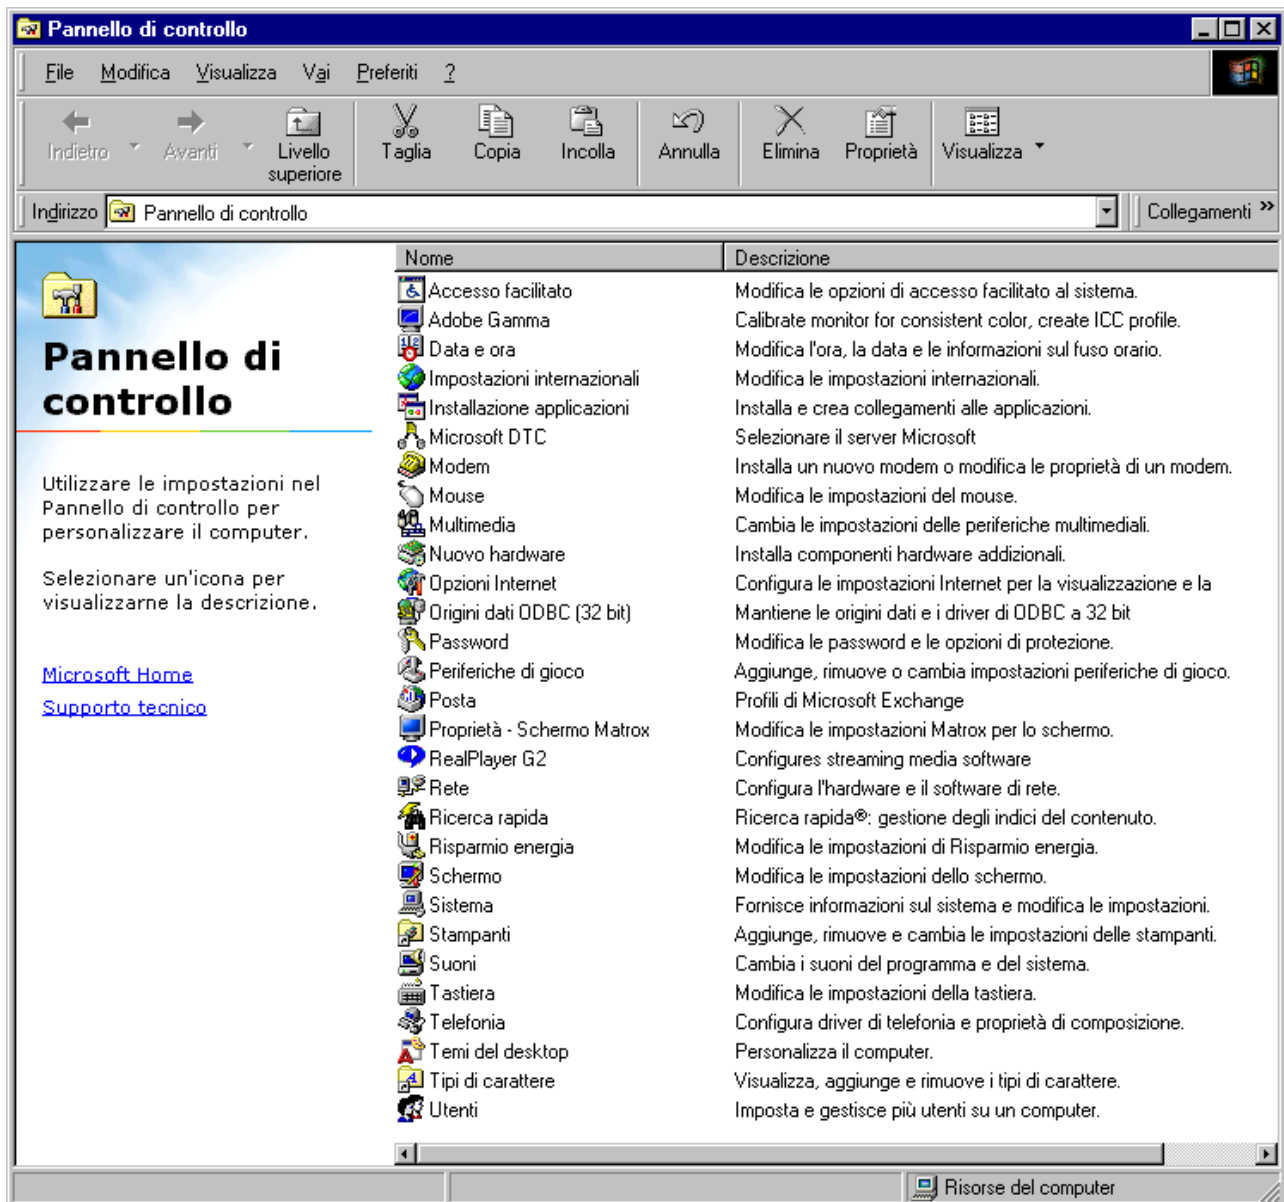 Pannello di controllo
File Modifica Visualizza Vai Preferiti ?
Indietro Avanti Livello superiore Taglia Copia Incolla Annulla Elimina Proprietà Visualizza
Indirizzo Pannello di controllo Collegamenti »
Pannello di
controllo
Utilizzare le impostazioni nel
Pannello di controllo per
personalizzare il computer.
Selezionare un'icona per
visualizzarne la descrizione.
Microsoft Home
Supporto tecnico
Nome Descrizione
Accesso facilitato Modifica le opzioni di accesso facilitato al sistema.
Adobe Gamma Calibrate monitor for consistent color, create ICC profile.
Data e ora Modifica l'ora, la data e le informazioni sul fuso orario.
Impostazioni internazionali Modifica le impostazioni internazionali.
Installazione applicazioni Installa e crea collegamenti alle applicazioni.
Microsoft DTC Selezionare il server Microsoft
Modem Installa un nuovo modem o modifica le proprietà di un modem.
Mouse Modifica le impostazioni del mouse.
Multimedia Cambia le impostazioni delle periferiche multimediali.
Nuovo hardware Installa componenti hardware addizionali.
Opzioni Internet Configura le impostazioni Internet per la visualizzazione e la
Origini dati ODBC (32 bit) Mantiene le origini dati e i driver di ODBC a 32 bit
Password Modifica le password e le opzioni di protezione.
Periferiche di gioco Aggiunge, rimuove o cambia impostazioni periferiche di gioco.
Posta Profili di Microsoft Exchange
Proprietà - Schermo Matrox Modifica le impostazioni Matrox per lo schermo.
RealPlayer G2 Configures streaming media software
Rete Configura l'hardware e il software di rete.
Ricerca rapida Ricerca rapida®: gestione degli indici del contenuto.
Risparmio energia Modifica le impostazioni di Risparmio energia.
Schermo Modifica le impostazioni dello schermo.
Sistema Fornisce informazioni sul sistema e modifica le impostazioni.
Stampanti Aggiunge, rimuove e cambia le impostazioni delle stampanti.
Suoni Cambia i suoni del programma e del sistema.
Tastiera Modifica le impostazioni della tastiera.
Telefonia Configura driver di telefonia e proprietà di composizione.
Temi del desktop Personalizza il computer.
Tipi di carattere Visualizza, aggiunge e rimuove i tipi di carattere.
Utenti Imposta e gestisce più utenti su un computer.
Risorse del computer